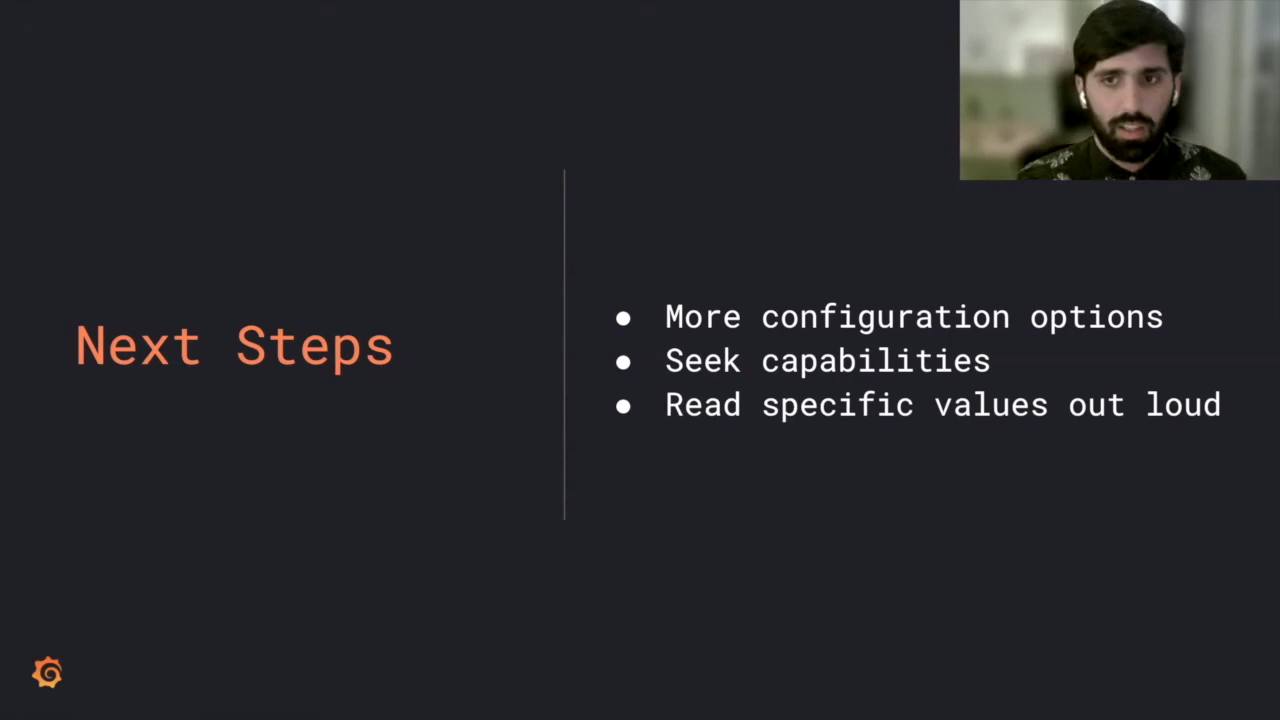 Next Steps
● More configuration options
● Seek capabilities
● Read specific values out loud